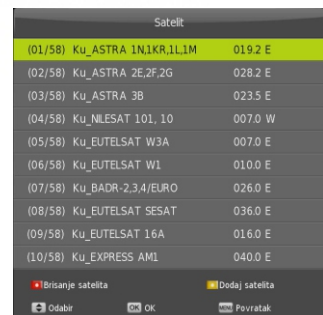 Satelit
(01/58) Ku_ASTRA 1N,1KR,1L,1M 019.2 E
(02/58) Ku_ASTRA 2E,2F,2G 028.2 E
(03/58) Ku_ASTRA 3B 023.5 E
(04/58) Ku_NILESAT 101, 10 007.0 W
(05/58) Ku_EUTELSAT W3A 007.0 E
(06/58) Ku_EUTELSAT W1 010.0 E
(07/58) Ku_BADR-2,3,4/EURO 026.0 E
(08/58) Ku_EUTELSAT SESAT 036.0 E
(09/58) Ku_EUTELSAT 16A 016.0 E
(10/58) Ku_EXPRESS AM1 040.0 E
Brisanje satelita Dodaj satelita
Odabir OK OK MENU Povratak